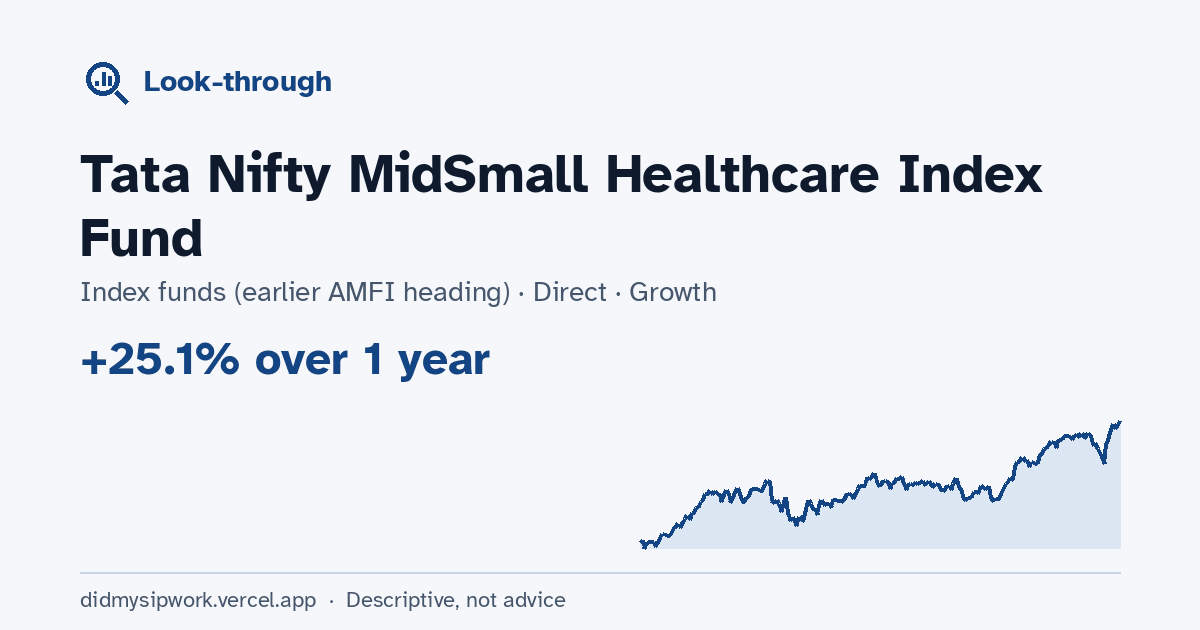 Look-through
Tata Nifty MidSmall Healthcare Index
Fund
Index funds (earlier AMFI heading) · Direct · Growth
+25.1% over 1 year
didmysipwork.vercel.app · Descriptive, not advice